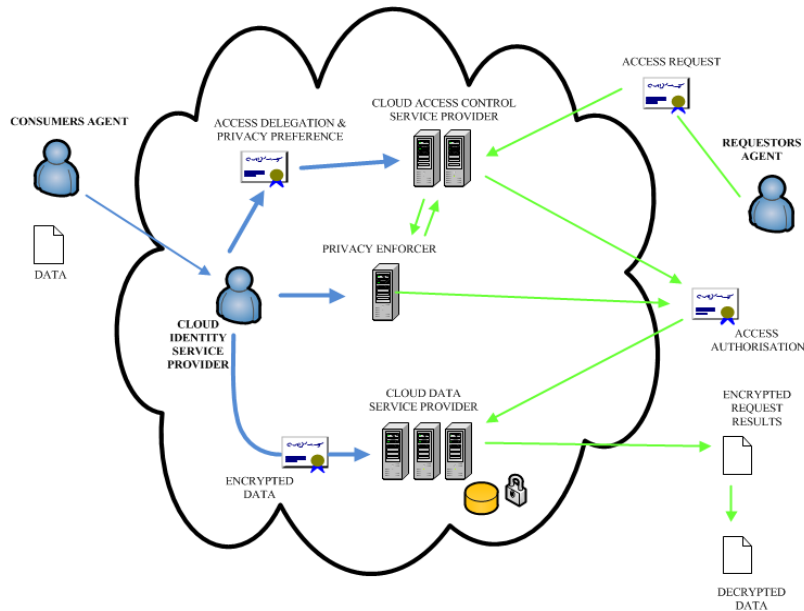 ACCESS REQUEST
CLOUD ACCESS CONTROL
SERVICE PROVIDER
CONSUMERS AGENT
ACCESS DELEGATION &
PRIVACY PREFERENCE
REQUESTORS
AGENT
DATA
PRIVACY ENFORCER
CLOUD
IDENTITY
SERVICE
PROVIDER
ACCESS
AUTHORISATION
CLOUD DATA
SERVICE PROVIDER
ENCRYPTED
REQUEST
RESULTS
ENCRYPTED
DATA
DECRYPTED
DATA